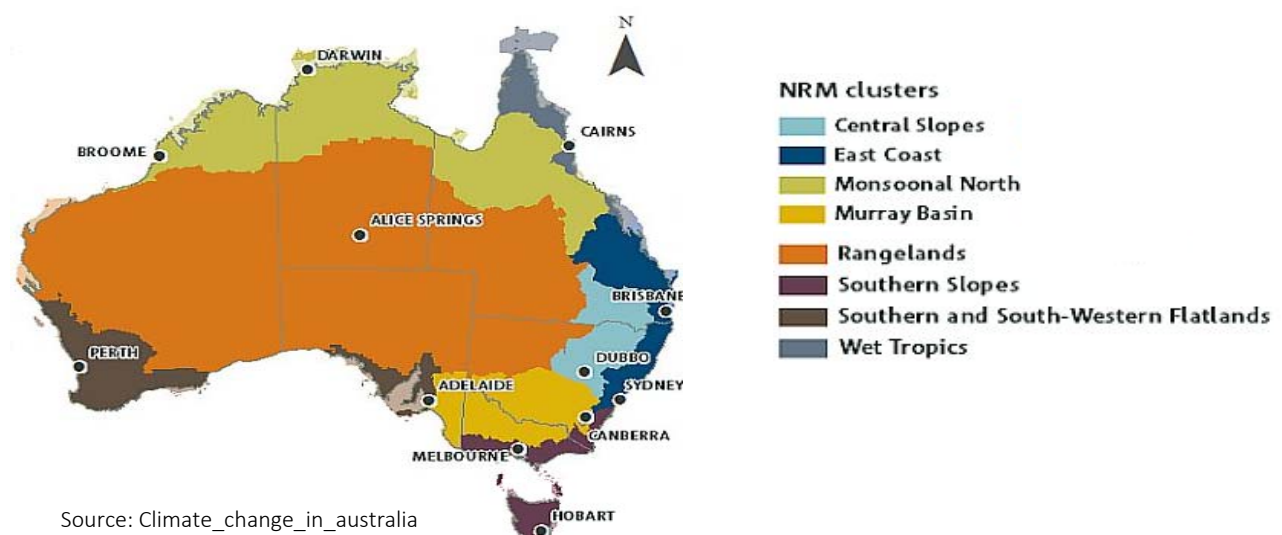 N
DARWIN
CAIRNS
BROOME
ALICE SPRINGS
BRISBANE
PERTH
DUBBO
ADELAIDE
SYDNEY
CANBERRA
MELBOURNE
HOBART
Source: Climate_change_in_australia
NRM clusters
Central Slopes
East Coast
Monsoonal North
Murray Basin
Rangelands
Southern Slopes
Southern and South-Western Flatlands
Wet Tropics